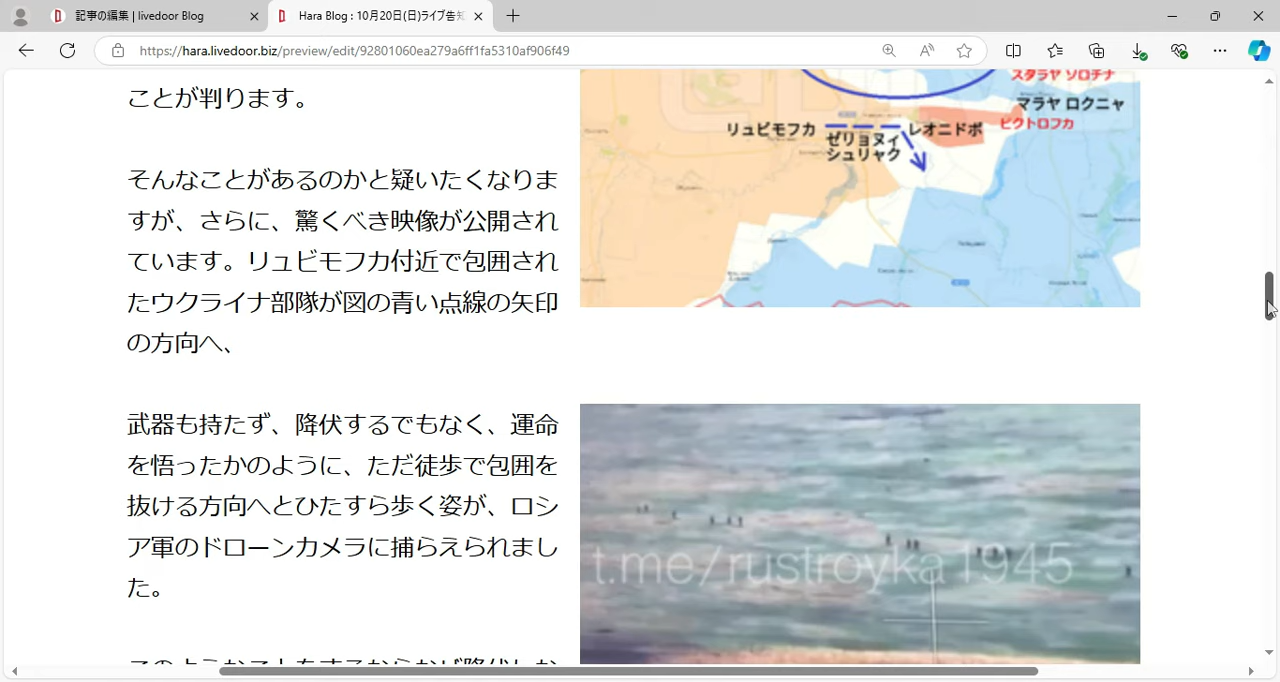 記事の編集 | livedoor Blog
Hara Blog : 10月20日(日)ライブ告知
https://hara.livedoor.biz/preview/edit/92801060ea279a6ff1fa5310af906f49
ことが判ります。
そんなことがあるのかと疑いたくなりま
すが、さらに、驚くべき映像が公開され
ています。リュビモフカ付近で包囲され
たウクライナ部隊が図の青い点線の矢印
の方向へ、
武器も持たず、降伏するでもなく、運命
を悟ったかのように、ただ徒歩で包囲を
抜ける方向へとひたすら歩く姿が、ロシ
ア軍のドローンカメラに捕らえられまし
た。
スタラヤ ソロチナ
マラヤ ロクニャ
ビクトロフカ
リュビモフカ
レオニドボ
ゼリョヌィ
シュリャク
t.me/rustroyka1945